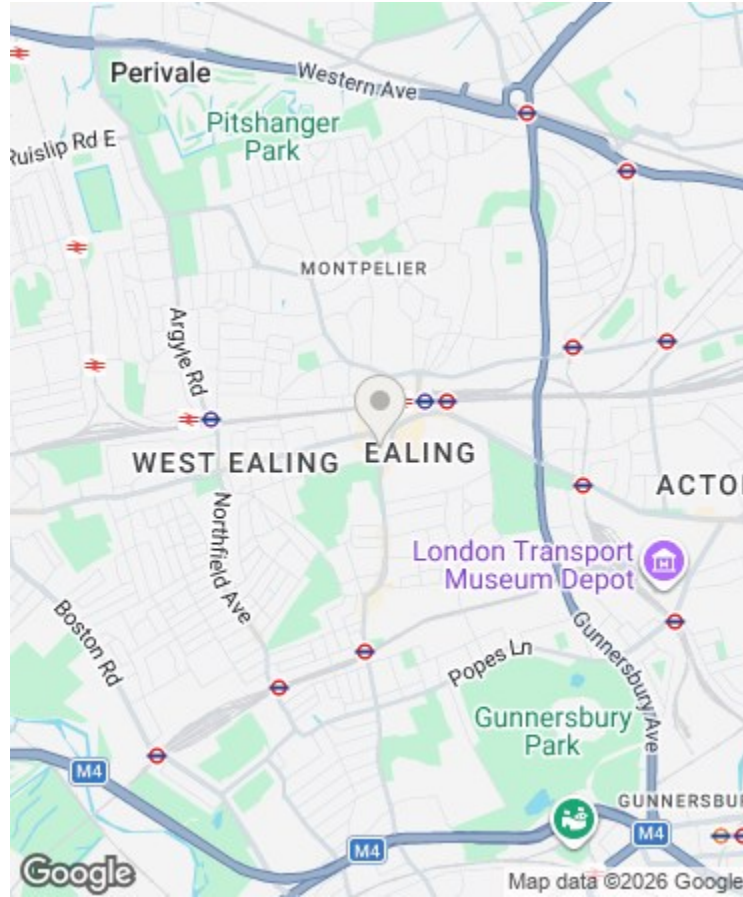 Perivale
Western Ave
Pitshanger
Park
Ruislip Rd E
MONTPELIER
Argyle Rd
WEST EALING
EALING
ACTO
Northfield Ave
London Transport
Museum Depot
Boston Rd
Popes Ln
Gunnersbury Ave
Gunnersbury
Park
M4
GUNNERSBU
M4
M4
Google
Map data ©2026 Google